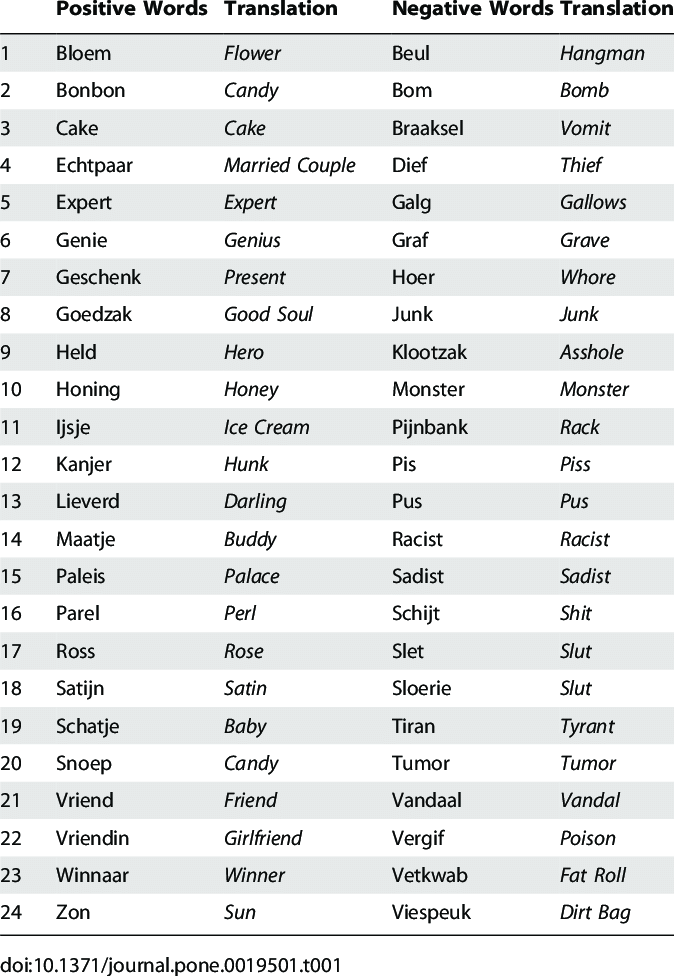 Positive Words Translation Negative Words Translation
1 Bloem Flower Beul Hangman
2 Bonbon Candy Bom Bomb
3 Cake Cake Braaksel Vomit
4 Echtpaar Married Couple Dief Thief
5 Expert Expert Galg Gallows
6 Genie Genius Graf Grave
7 Geschenk Present Hoer Whore
8 Goedzak Good Soul Junk Junk
9 Held Hero Klootzak Asshole
10 Honing Honey Monster Monster
11 Ijsje Ice Cream Pijnbank Rack
12 Kanjer Hunk Pis Piss
13 Lieverd Darling Pus Pus
14 Maatje Buddy Racist Racist
15 Paleis Palace Sadist Sadist
16 Parel Perl Schijt Shit
17 Ross Rose Slet Slut
18 Satijn Satin Sloerie Slut
19 Schatje Baby Tiran Tyrant
20 Snoep Candy Tumor Tumor
21 Vriend Friend Vandaal Vandal
22 Vriendin Girlfriend Vergif Poison
23 Winnaar Winner Vetkwab Fat Roll
24 Zon Sun Viespeuk Dirt Bag
doi:10.1371/journal.pone.0019501.t001